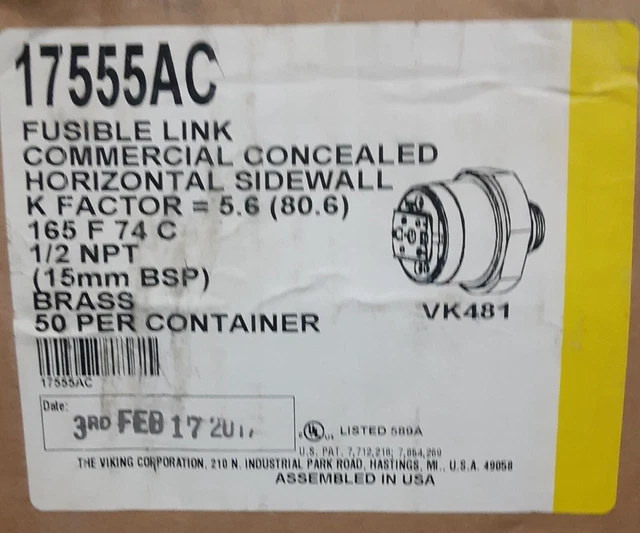 17555AC
FUSIBLE LINK
COMMERCIAL CONCEALED
HORIZONTAL SIDEWALL
K FACTOR = 5.6 (80.6)
165 F 74 C
1/2 NPT
(15mm BSP)
BRASS
50 PER CONTAINER
VK481
17555AC
Date:
3RD FEB 17
c UL us LISTED 589A
U.S. PAT. 7,712,218; 7,864,269
THE VIKING CORPORATION, 210 N. INDUSTRIAL PARK ROAD, HASTINGS, MI., U.S.A. 49058
ASSEMBLED IN USA